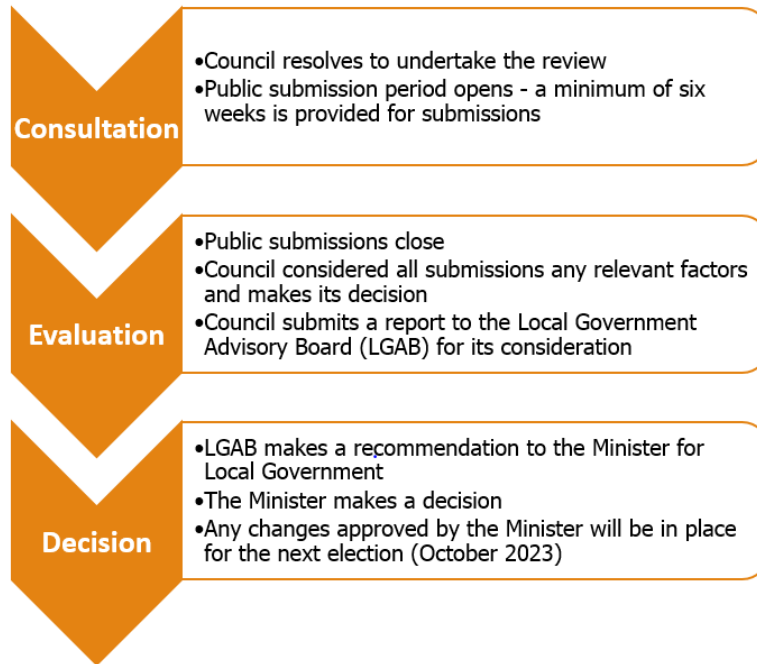 Consultation
•Council resolves to undertake the review
•Public submission period opens - a minimum of six
weeks is provided for submissions
Evaluation
•Public submissions close
•Council considered all submissions any relevant factors
and makes its decision
•Council submits a report to the Local Government
Advisory Board (LGAB) for its consideration
Decision
•LGAB makes a recommendation to the Minister for
Local Government
•The Minister makes a decision
•Any changes approved by the Minister will be in place
for the next election (October 2023)